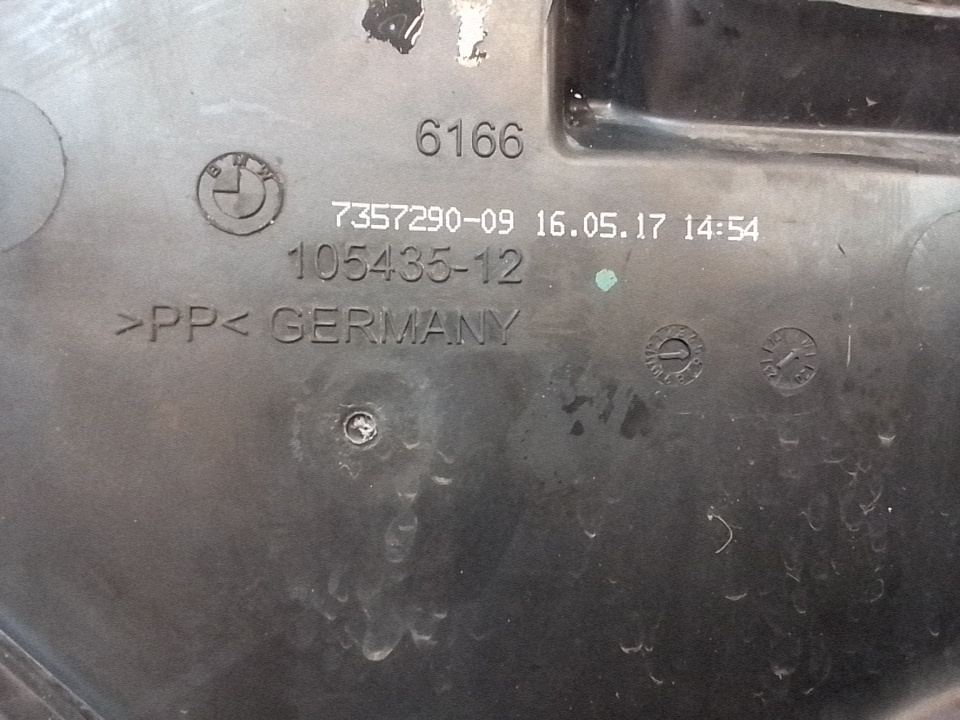 6166
BMW
7357290-09 16.05.17 14:54
105435-12
>PP< GERMANY